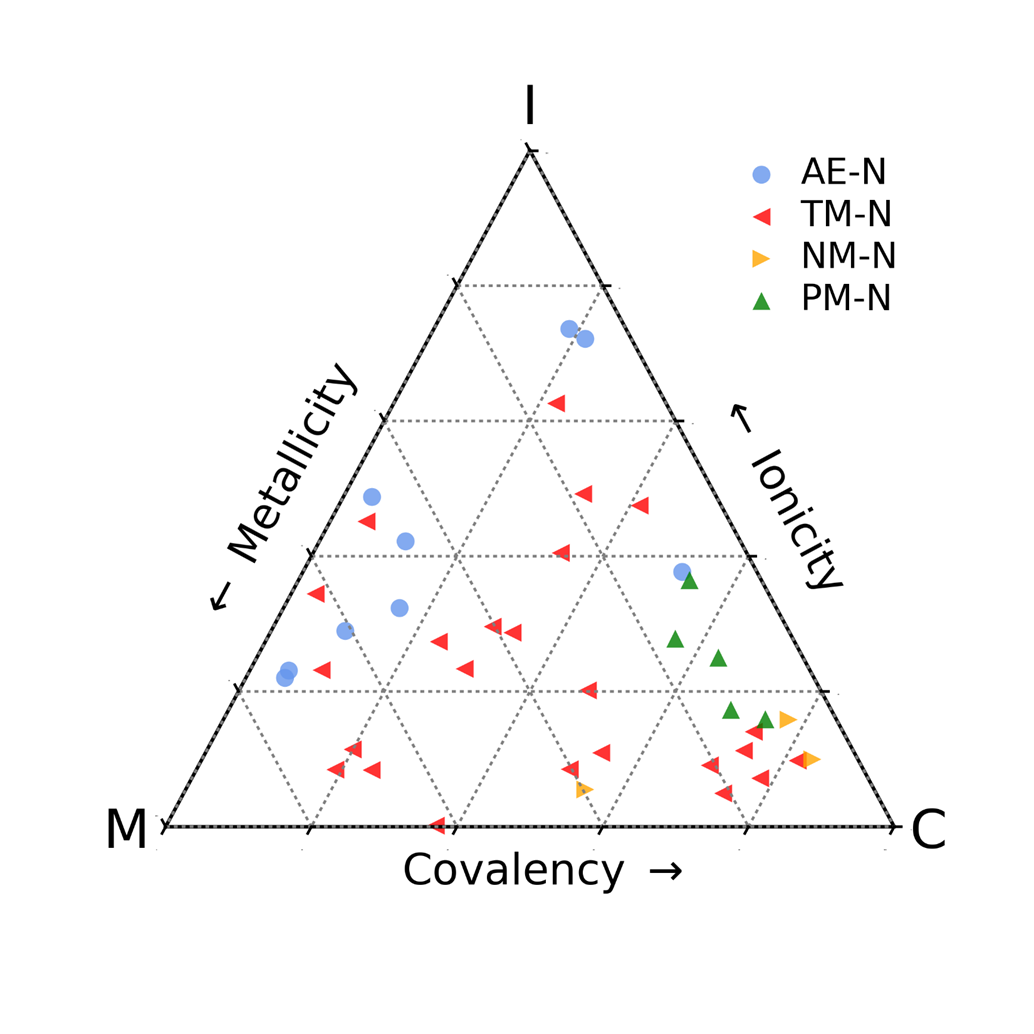 I
AE-N
TM-N
NM-N
PM-N
← Metallicity
← Ionicity
M
C
Covalency →